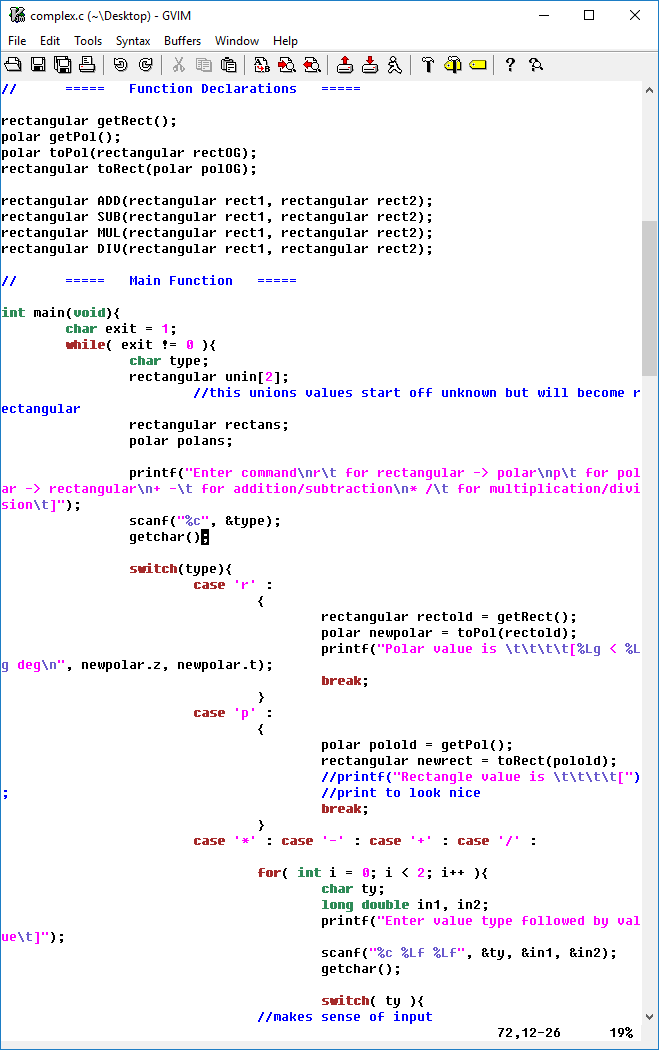 complex.c (~\Desktop) - GVIM
File Edit Tools Syntax Buffers Window Help
// ===== Function Declarations =====
rectangular getRect();
polar getPol();
polar toPol(rectangular rectOG);
rectangular toRect(polar polOG);
rectangular ADD(rectangular rect1, rectangular rect2);
rectangular SUB(rectangular rect1, rectangular rect2);
rectangular MUL(rectangular rect1, rectangular rect2);
rectangular DIV(rectangular rect1, rectangular rect2);
// ===== Main Function =====
int main(void){
char exit = 1;
while( exit != 0 ){
char type;
rectangular unin[2];
//this unions values start off unknown but will become r
ectangular
rectangular rectans;
polar polans;
printf("Enter command\nr\t for rectangular -> polar\np\t for pol
ar -> rectangular\n+ -\t for addition/subtraction\n* /\t for multiplication/divi
sion\t]");
scanf("%c", &type);
getchar();
switch(type){
case 'r' :
{
rectangular rectold = getRect();
polar newpolar = toPol(rectold);
printf("Polar value is \t\t\t\t[%Lg < %L
g deg\n", newpolar.z, newpolar.t);
break;
}
case 'p' :
{
polar polold = getPol();
rectangular newrect = toRect(polold);
//printf("Rectangle value is \t\t\t\t[")
; //print to look nice
break;
}
case '*' : case '-' : case '+' : case '/' :
for( int i = 0; i < 2; i++ ){
char ty;
long double in1, in2;
printf("Enter value type followed by val
ue\t]");
scanf("%c %Lf %Lf", &ty, &in1, &in2);
getchar();
switch( ty ){
//makes sense of input
72,12-26 19%